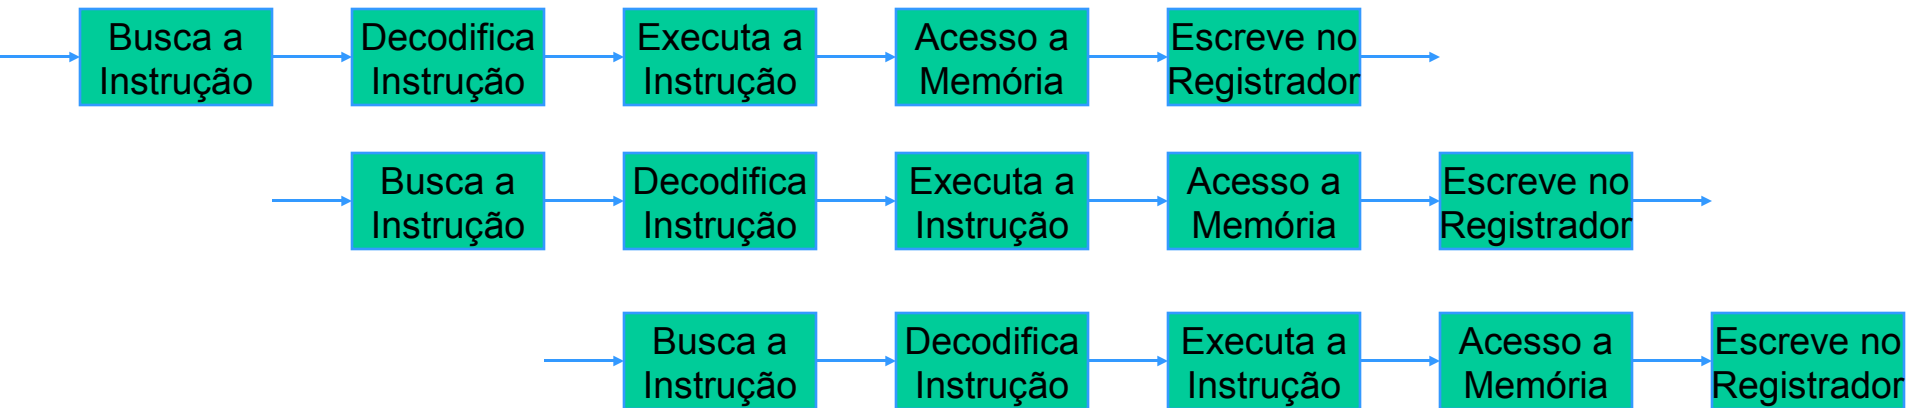 Busca a
Instrução
Decodifica
Instrução
Executa a
Instrução
Acesso a
Memória
Escreve no
Registrador
Busca a
Instrução
Decodifica
Instrução
Executa a
Instrução
Acesso a
Memória
Escreve no
Registrador
Busca a
Instrução
Decodifica
Instrução
Executa a
Instrução
Acesso a
Memória
Escreve no
Registrador